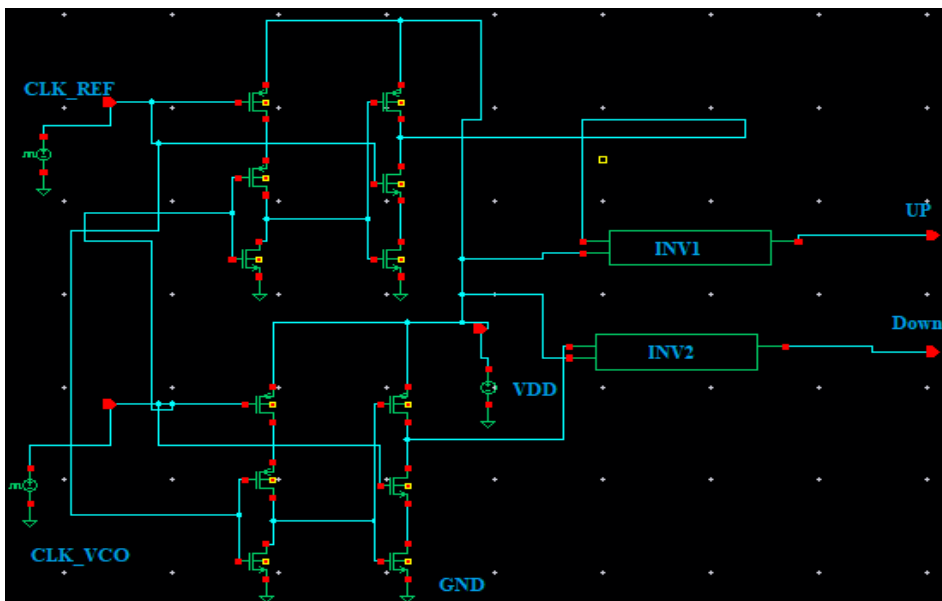 CLK_REF
UP
INV1
Down
INV2
VDD
CLK_VCO
GND